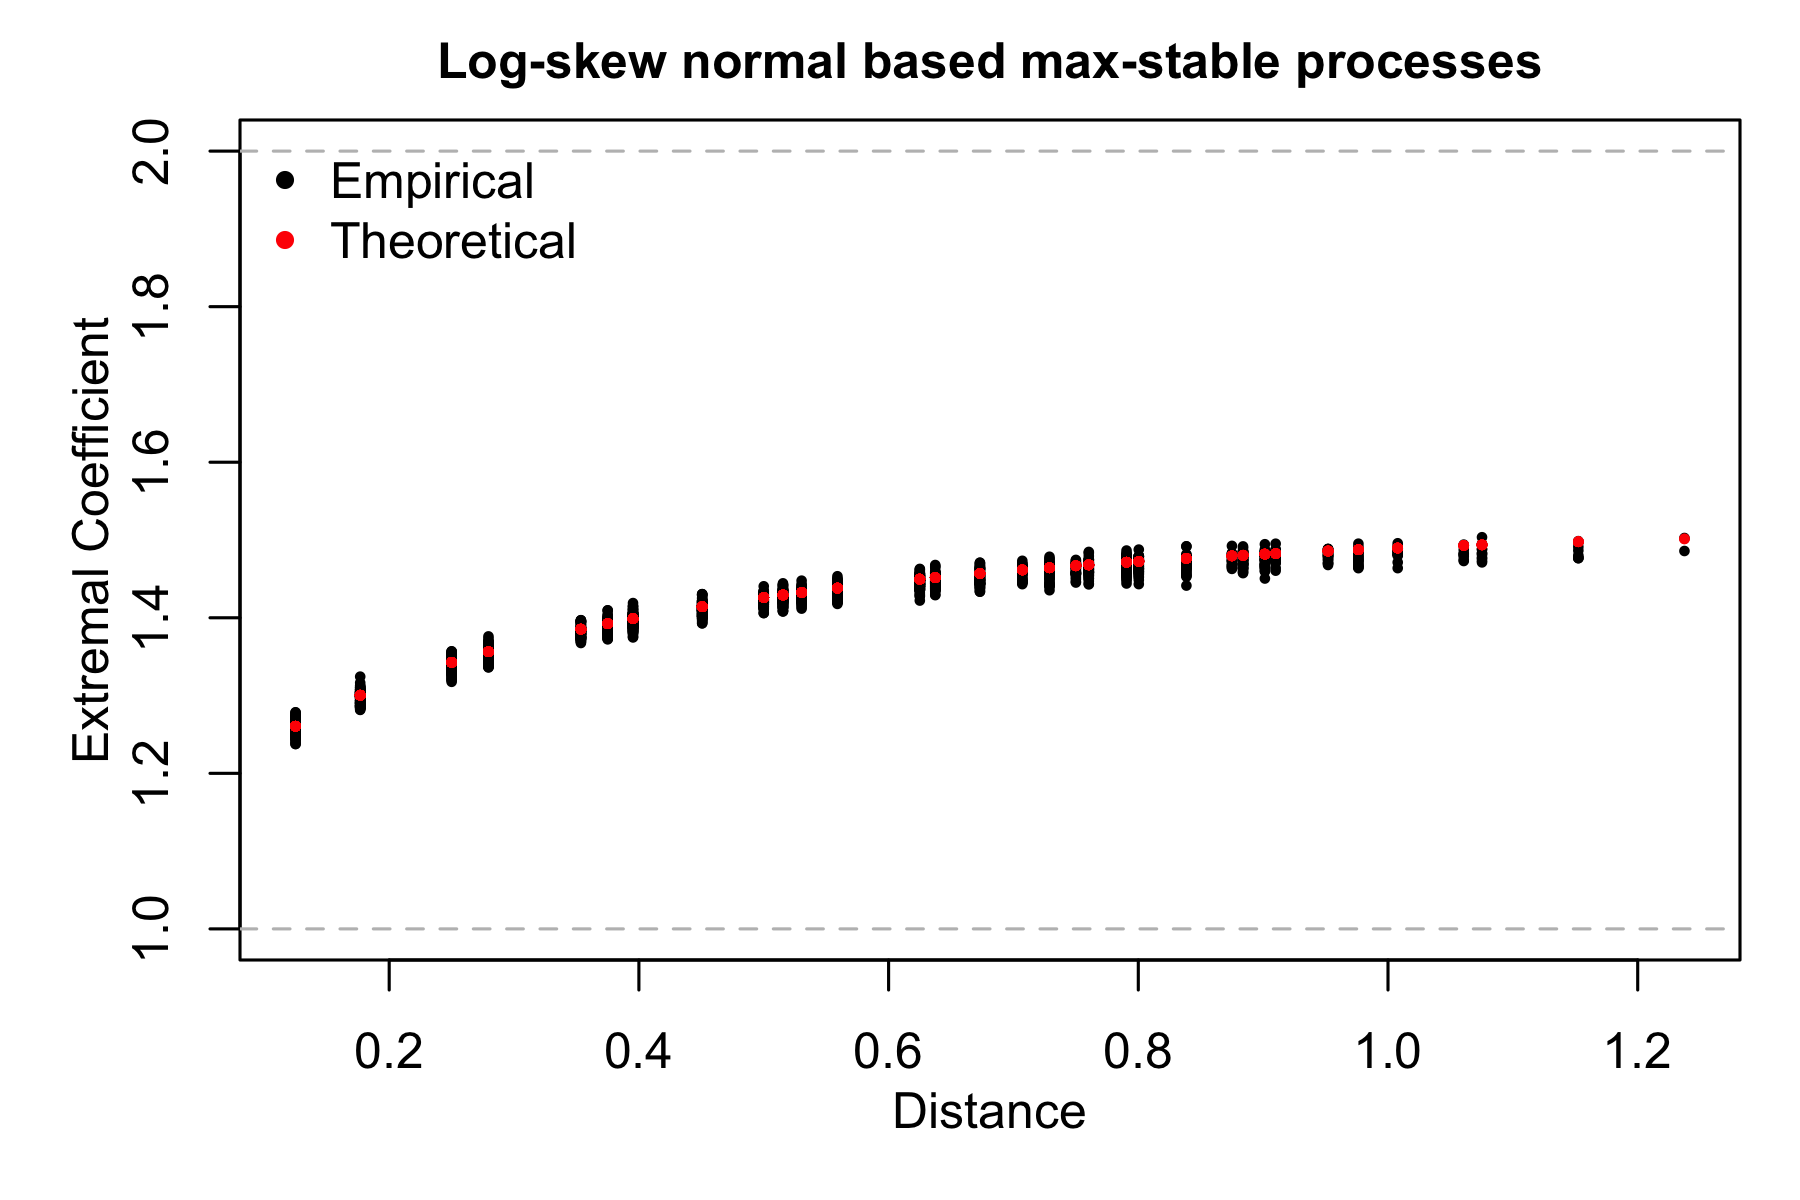 Log-skew normal based max-stable processes
Empirical
Theoretical
Extremal Coefficient
2.0
1.8
1.6
1.4
1.2
1.0
0.2 0.4 0.6 0.8 1.0 1.2
Distance